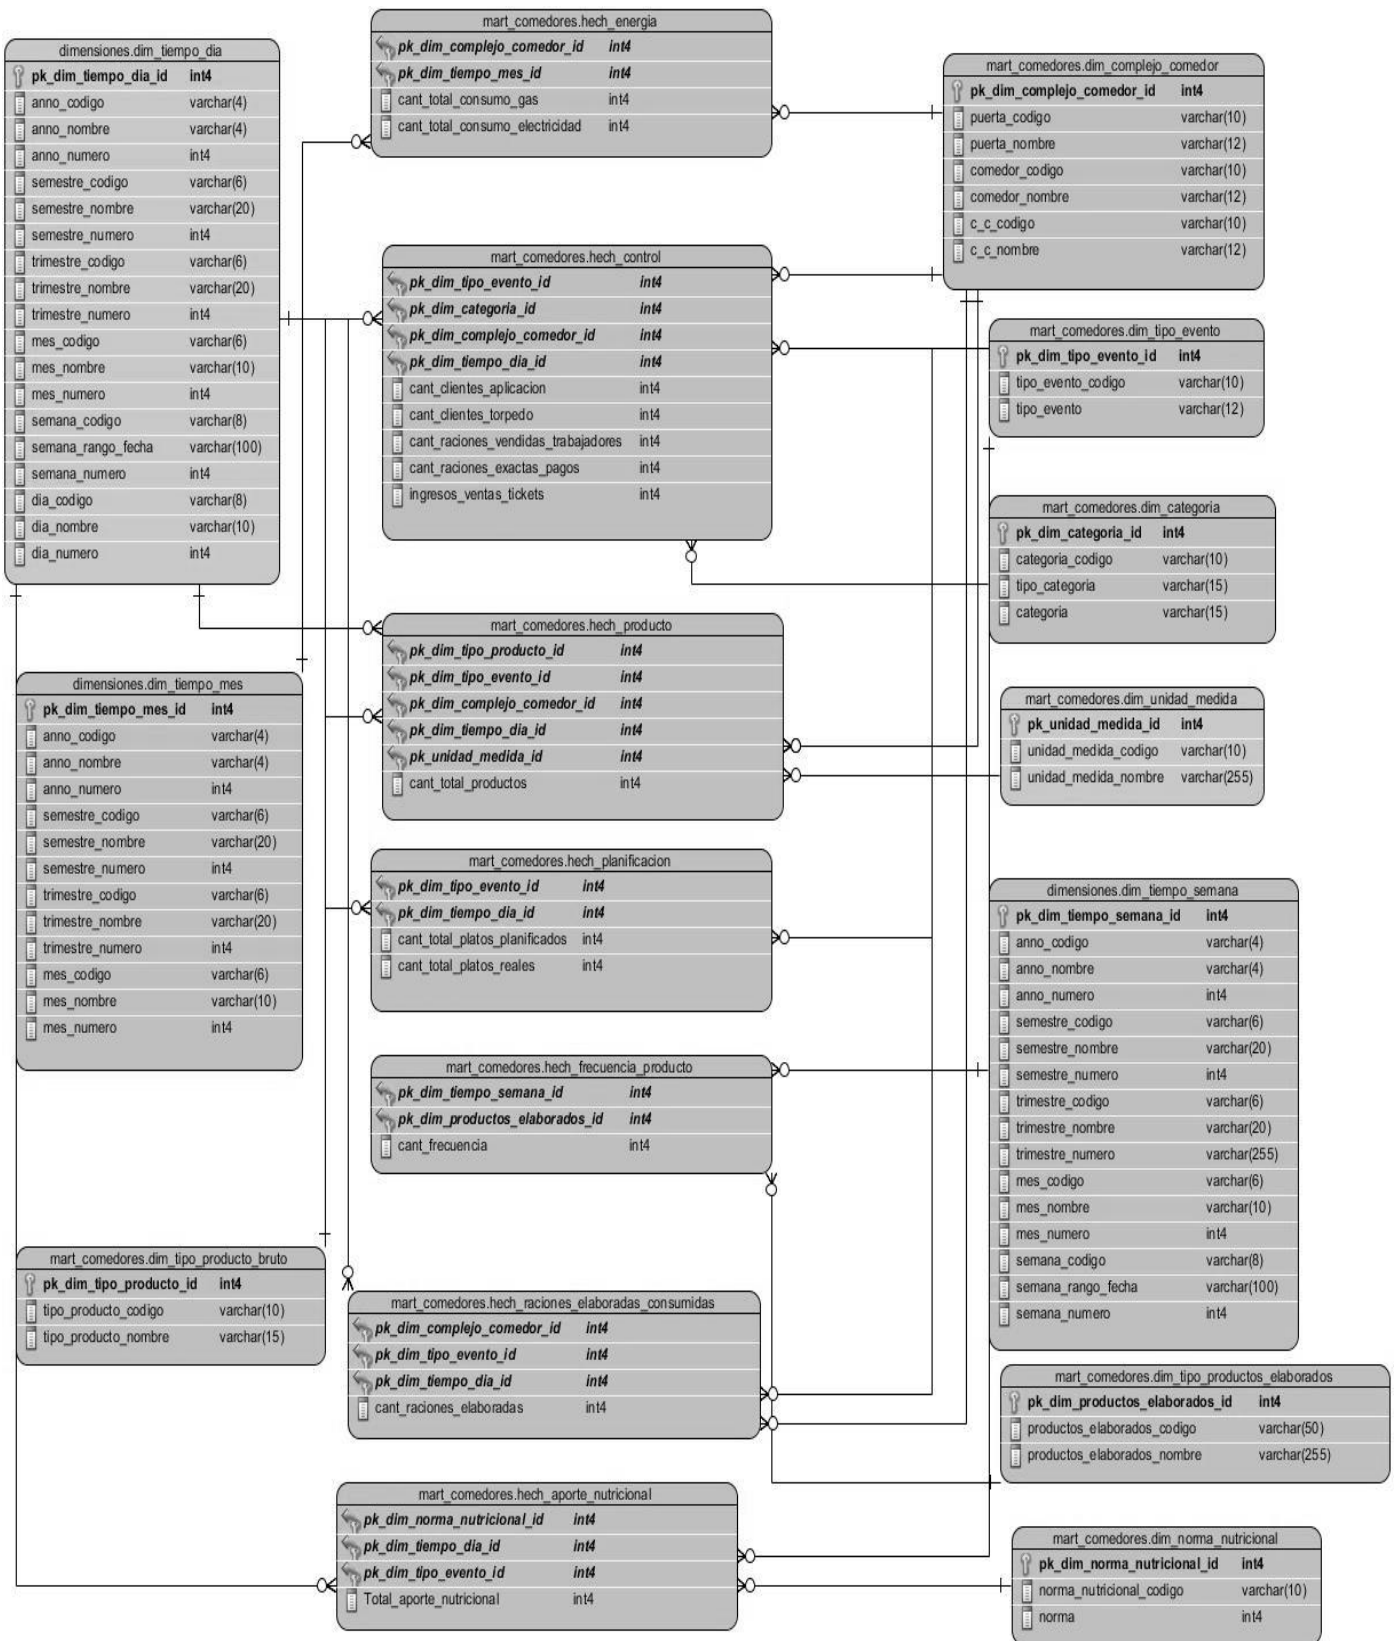 mart_comedores.hech_energia
pk_dim_complejo_comedor_id int4
pk_dim_tiempo_mes_id int4
cant_total_consumo_gas int4
cant_total_consumo_electricidad int4
dimensiones.dim_tiempo_dia
pk_dim_tiempo_dia_id int4
anno_codigo varchar(4)
anno_nombre varchar(4)
anno_numero int4
semestre_codigo varchar(6)
semestre_nombre varchar(20)
semestre_numero int4
trimestre_codigo varchar(6)
trimestre_nombre varchar(20)
trimestre_numero int4
mes_codigo varchar(6)
mes_nombre varchar(10)
mes_numero int4
semana_codigo varchar(8)
semana_rango_fecha varchar(100)
semana_numero int4
dia_codigo varchar(8)
dia_nombre varchar(10)
dia_numero int4
mart_comedores.dim_complejo_comedor
pk_dim_complejo_comedor_id int4
puerta_codigo varchar(10)
puerta_nombre varchar(12)
comedor_codigo varchar(10)
comedor_nombre varchar(12)
c_c_codigo varchar(10)
c_c_nombre varchar(12)
mart_comedores.hech_control
pk_dim_tipo_evento_id int4
pk_dim_categoria_id int4
pk_dim_complejo_comedor_id int4
pk_dim_tiempo_dia_id int4
cant_clientes_aplicacion int4
cant_clientes_torpedo int4
cant_raciones_vendidas_trabajadores int4
cant_raciones_exactas_pagos int4
ingresos_ventas_tickets int4
mart_comedores.dim_tipo_evento
pk_dim_tipo_evento_id int4
tipo_evento_codigo varchar(10)
tipo_evento varchar(12)
mart_comedores.dim_categoria
pk_dim_categoria_id int4
categoria_codigo varchar(10)
tipo_categoria varchar(15)
categoria varchar(15)
mart_comedores.hech_producto
pk_dim_tipo_producto_id int4
pk_dim_tipo_evento_id int4
pk_dim_complejo_comedor_id int4
pk_dim_tiempo_dia_id int4
pk_unidad_medida_id int4
cant_total_productos int4
dimensiones.dim_tiempo_mes
pk_dim_tiempo_mes_id int4
anno_codigo varchar(4)
anno_nombre varchar(4)
anno_numero int4
semestre_codigo varchar(6)
semestre_nombre varchar(20)
semestre_numero int4
trimestre_codigo varchar(6)
trimestre_nombre varchar(20)
trimestre_numero int4
mes_codigo varchar(6)
mes_nombre varchar(10)
mes_numero int4
mart_comedores.dim_unidad_medida
pk_unidad_medida_id int4
unidad_medida_codigo varchar(10)
unidad_medida_nombre varchar(255)
mart_comedores.hech_planificacion
pk_dim_tipo_evento_id int4
pk_dim_tiempo_dia_id int4
cant_total_platos_planificados int4
cant_total_platos_reales int4
dimensiones.dim_tiempo_semana
pk_dim_tiempo_semana_id int4
anno_codigo varchar(4)
anno_nombre varchar(4)
anno_numero int4
semestre_codigo varchar(6)
semestre_nombre varchar(20)
semestre_numero int4
trimestre_codigo varchar(6)
trimestre_nombre varchar(20)
trimestre_numero varchar(255)
mes_codigo varchar(6)
mes_nombre varchar(10)
mes_numero int4
semana_codigo varchar(8)
semana_rango_fecha varchar(100)
semana_numero int4
mart_comedores.hech_frecuencia_producto
pk_dim_tiempo_semana_id int4
pk_dim_productos_elaborados_id int4
cant_frecuencia int4
mart_comedores.dim_tipo_producto_bruto
pk_dim_tipo_producto_id int4
tipo_producto_codigo varchar(10)
tipo_producto_nombre varchar(15)
mart_comedores.hech_raciones_elaboradas_consumidas
pk_dim_complejo_comedor_id int4
pk_dim_tipo_evento_id int4
pk_dim_tiempo_dia_id int4
cant_raciones_elaboradas int4
mart_comedores.dim_tipo_productos_elaborados
pk_dim_productos_elaborados_id int4
productos_elaborados_codigo varchar(50)
productos_elaborados_nombre varchar(255)
mart_comedores.hech_aporte_nutricional
pk_dim_norma_nutricional_id int4
pk_dim_tiempo_dia_id int4
pk_dim_tipo_evento_id int4
Total_aporte_nutricional int4
mart_comedores.dim_norma_nutricional
pk_dim_norma_nutricional_id int4
norma_nutricional_codigo varchar(10)
norma int4